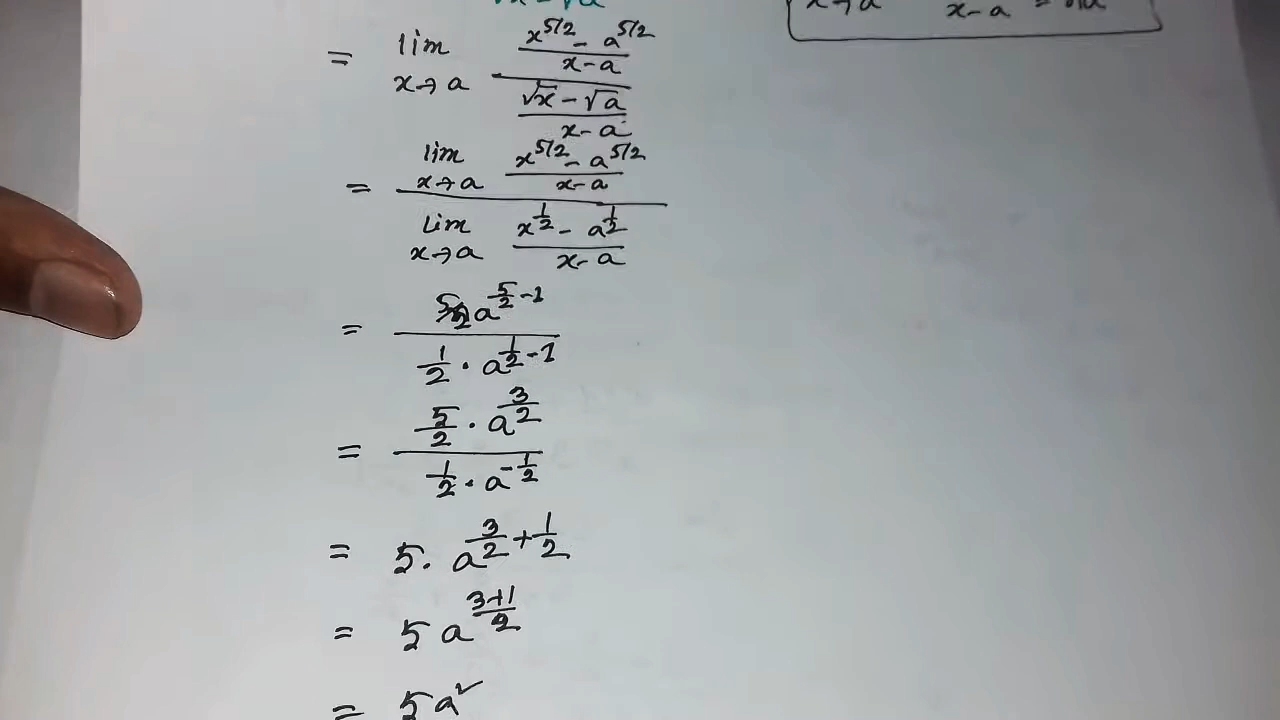 √x - √a
x→a x-a = na
= lim x→a (x^5/2 - a^5/2 / x-a) / (√x - √a / x-a)
= lim x→a (x^5/2 - a^5/2 / x-a) / lim x→a (x^1/2 - a^1/2 / x-a)
= 5/2 a^5/2-1 / 1/2 · a^1/2-1
= 5/2 · a^3/2 / 1/2 · a^-1/2
= 5 · a^3/2+1/2
= 5 a^3+1/2
= 5a²